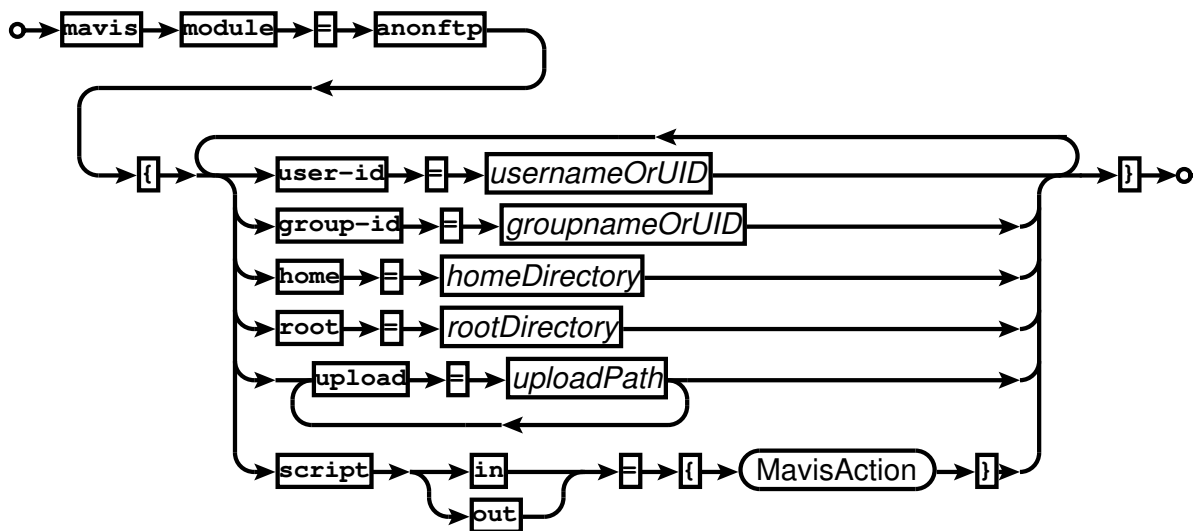 mavis module = anonftp
{ user-id = usernameOrUID }
group-id = groupnameOrUID
home = homeDirectory
root = rootDirectory
upload = uploadPath
script in = { MavisAction }
out